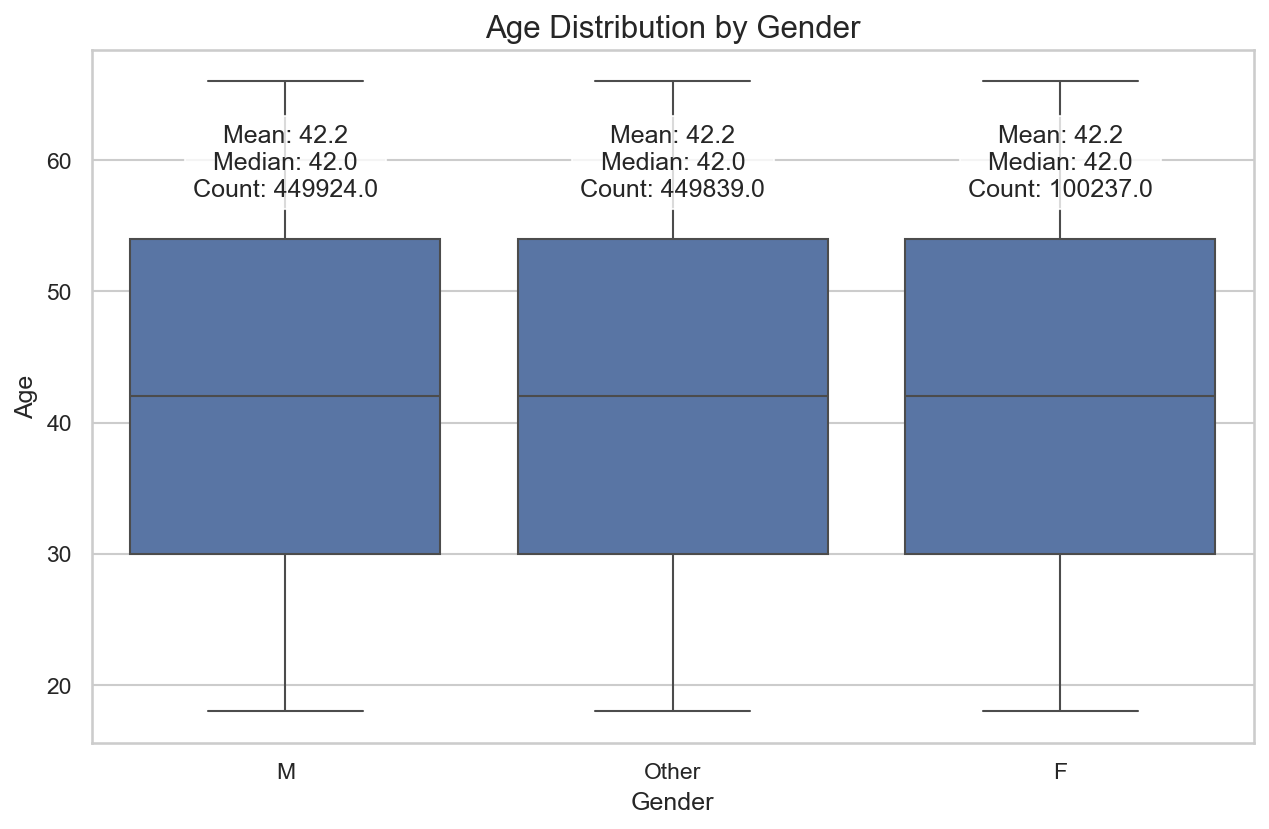 Age Distribution by Gender
Mean: 42.2
Median: 42.0
Count: 449924.0
Mean: 42.2
Median: 42.0
Count: 449839.0
Mean: 42.2
Median: 42.0
Count: 100237.0
60
50
40
30
20
Age
M
Other
F
Gender